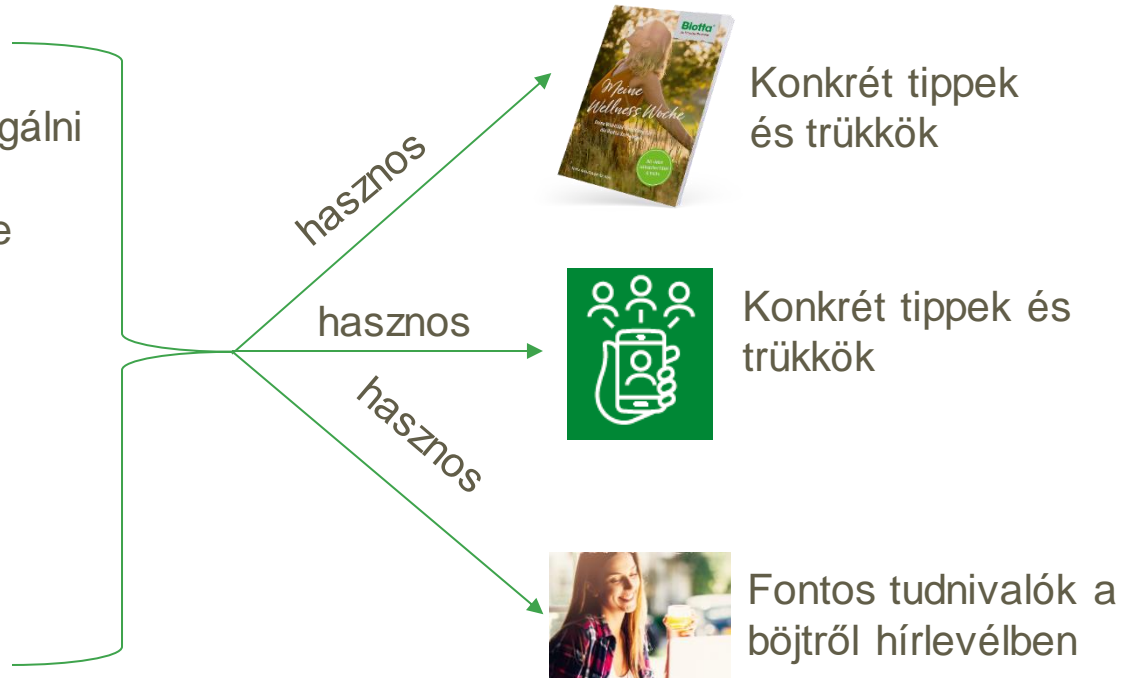 gálni
e
hasznos
hasznos
hasznos
Biotta
Meine
Wellness Woche
Konkrét tippek
és trükkök
Konkrét tippek és
trükkök
Fontos tudnivalók a
böjtről hírlevélben